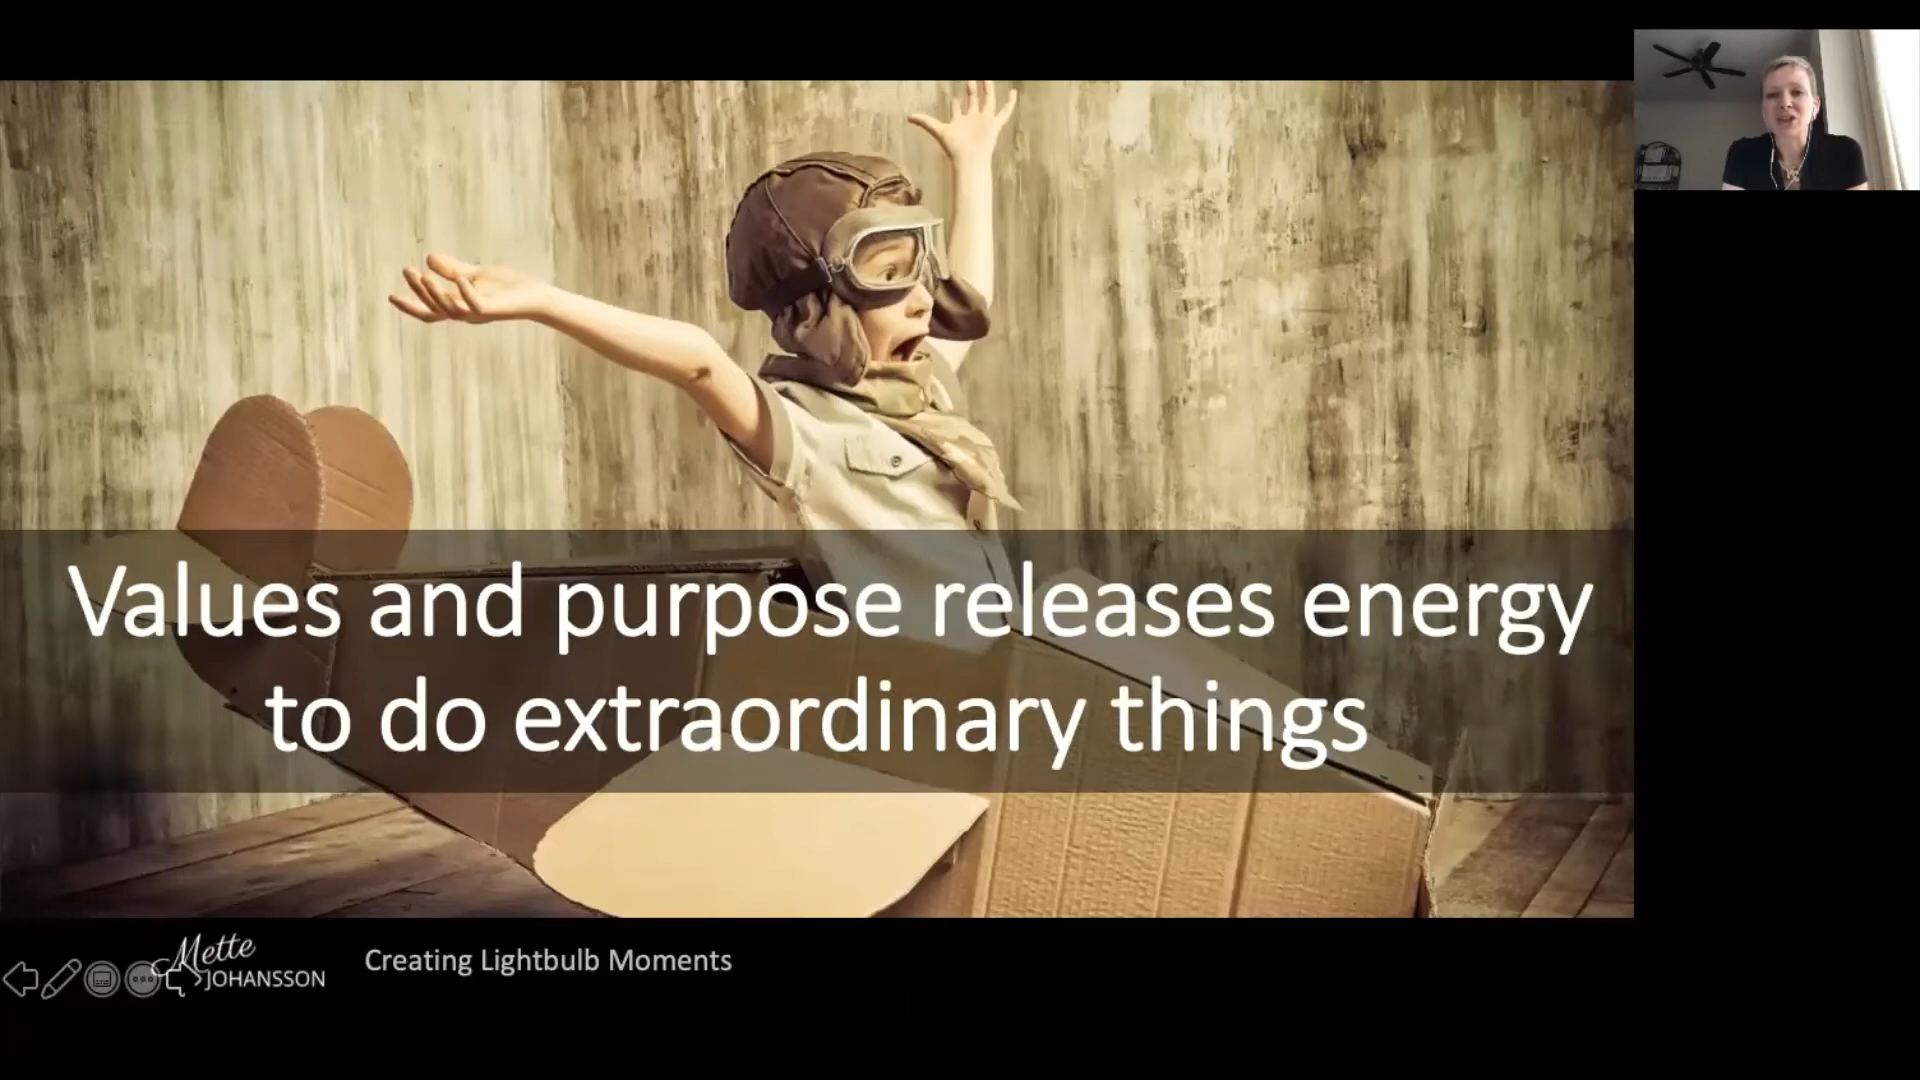 Values and purpose releases energy
to do extraordinary things
Mette
JOHANSSON
Creating Lightbulb Moments